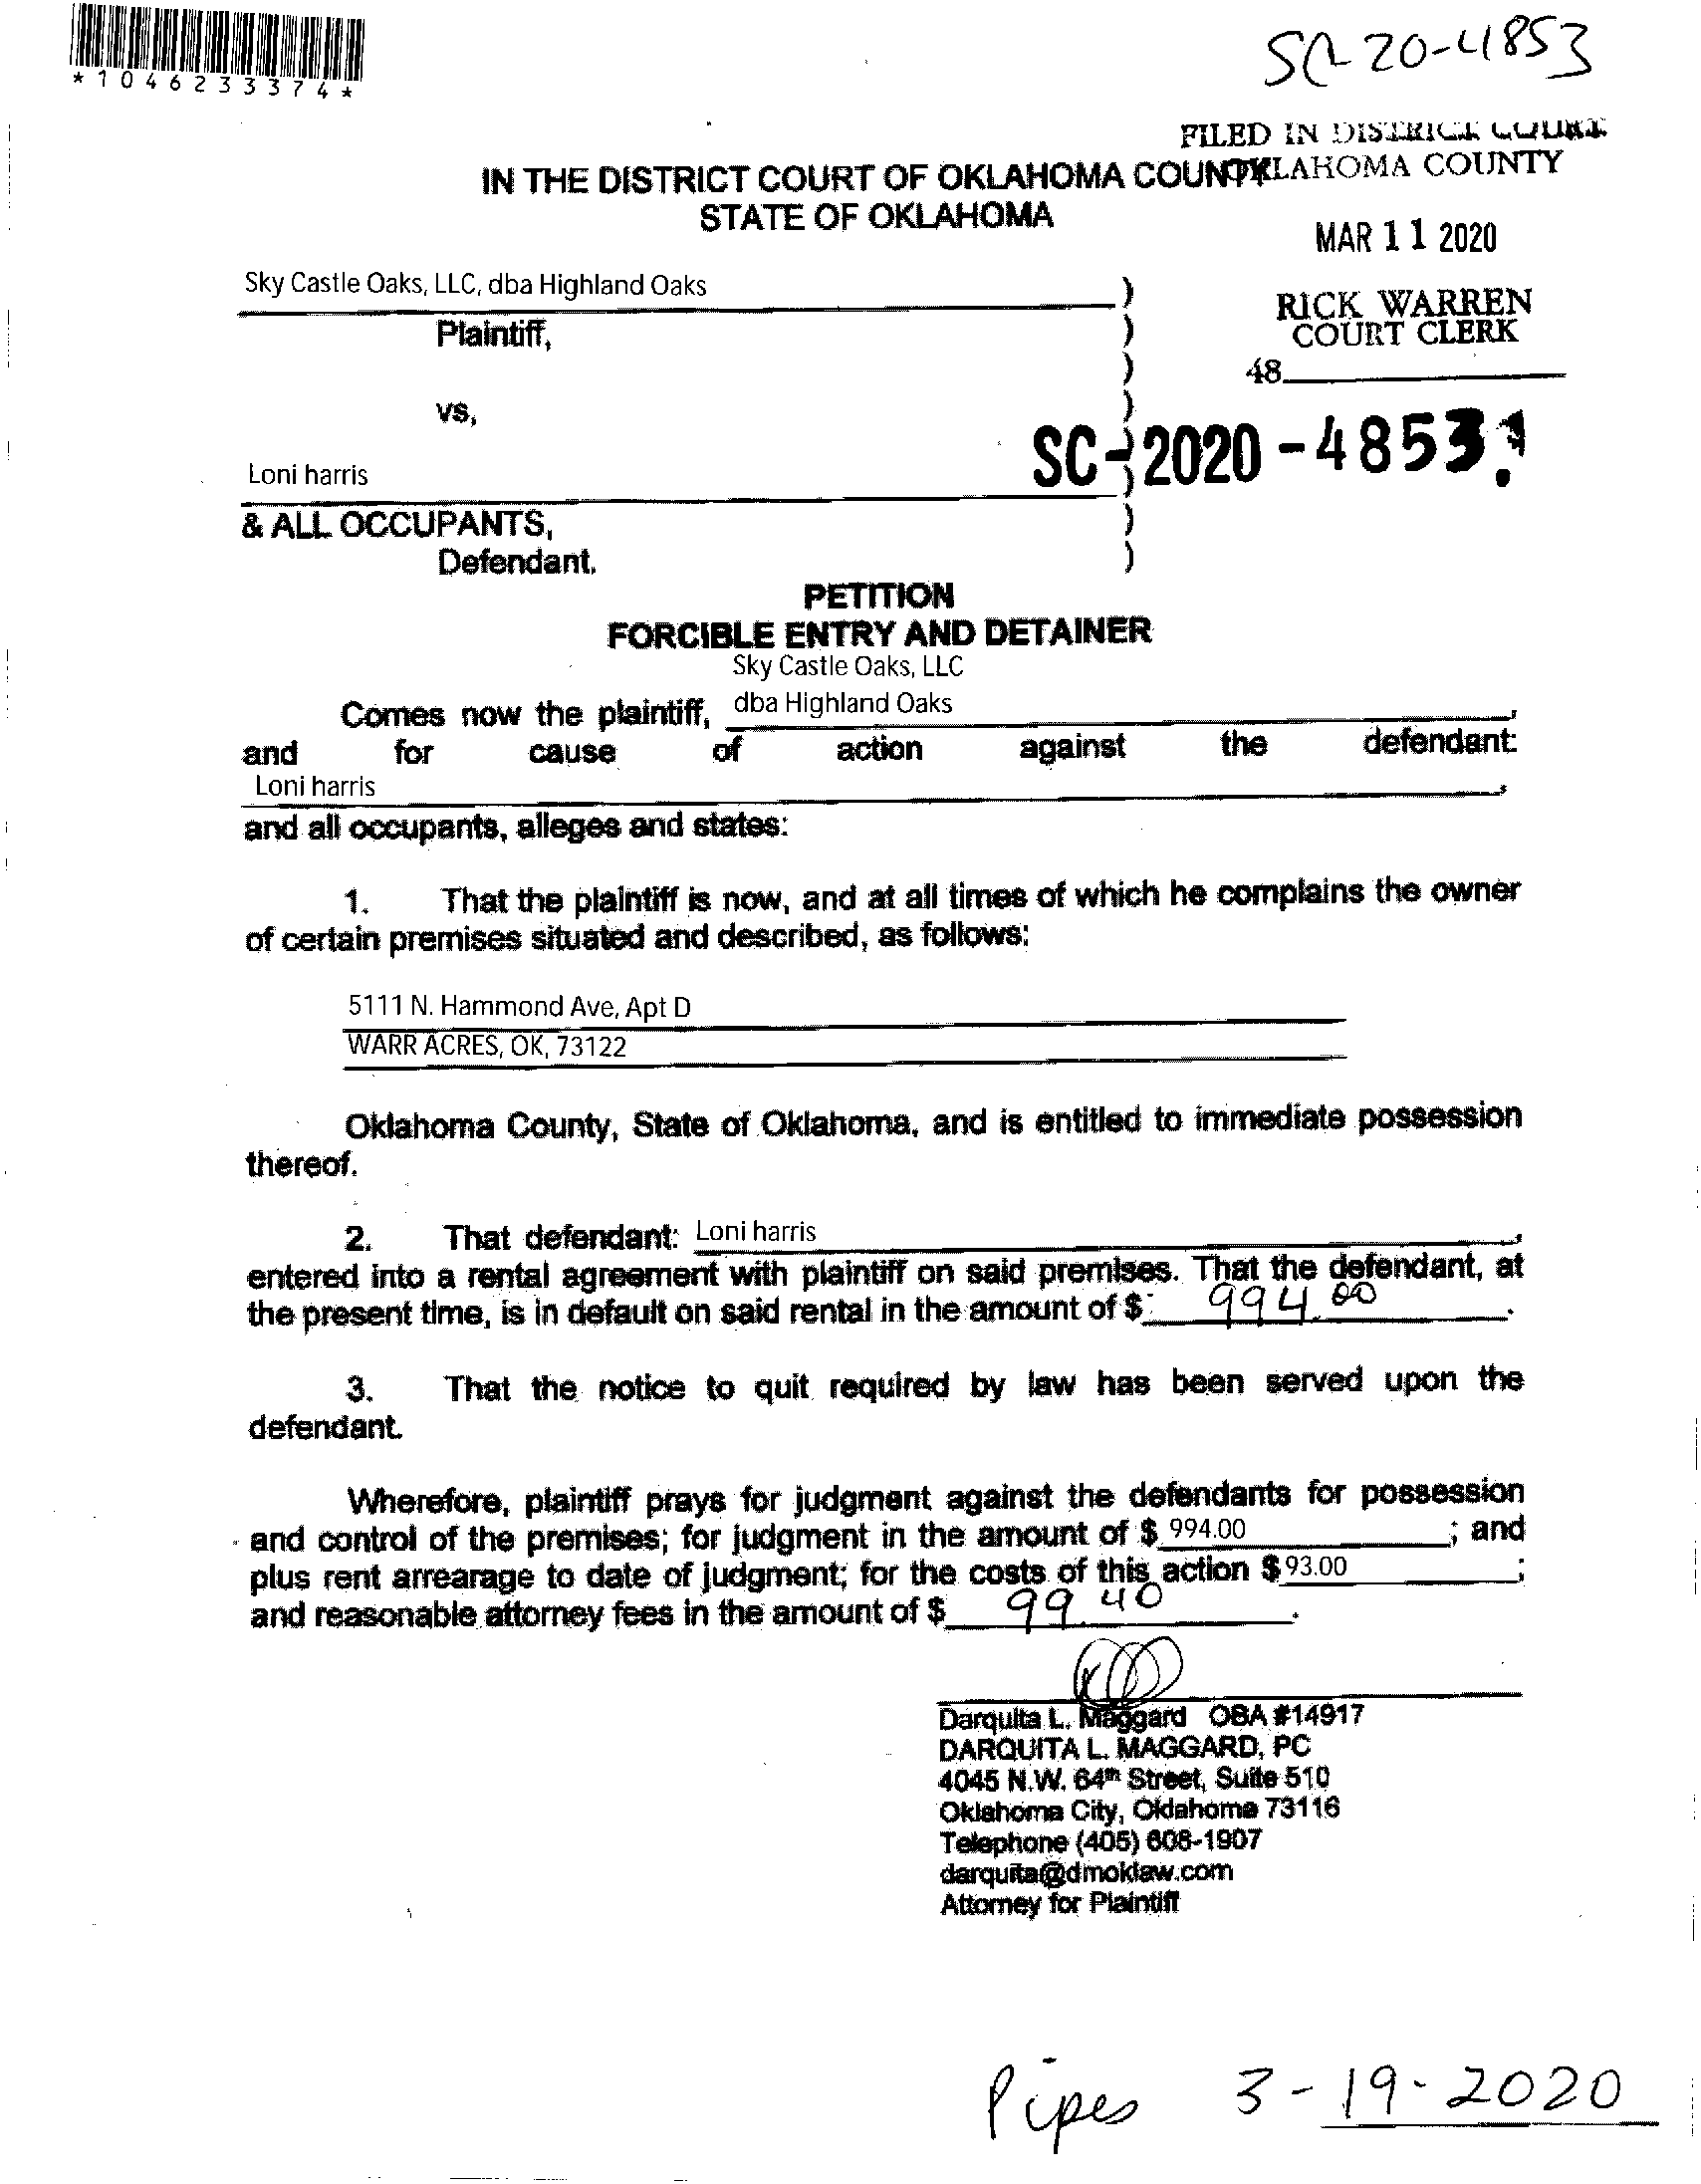 *1046233374*
SC-20-4853
FILED IN DISTRICT COURT
OKLAHOMA COUNTY
IN THE DISTRICT COURT OF OKLAHOMA COUNTY
STATE OF OKLAHOMA
MAR 11 2020
Sky Castle Oaks, LLC, dba Highland Oaks )
RICK WARREN
COURT CLERK
Plaintiff, )
)
48
vs, )
SC-2020-4853
Loni harris )
& ALL OCCUPANTS, )
Defendant. )
PETITION
FORCIBLE ENTRY AND DETAINER
Sky Castle Oaks, LLC
Comes now the plaintiff, dba Highland Oaks,
and for cause of action against the defendant:
Loni harris,
and all occupants, alleges and states:
1. That the plaintiff is now, and at all times of which he complains the owner
of certain premises situated and described, as follows:
5111 N. Hammond Ave, Apt D
WARR ACRES, OK, 73122
Oklahoma County, State of Oklahoma, and is entitled to immediate possession
thereof.
2. That defendant: Loni harris,
entered into a rental agreement with plaintiff on said premises. That the defendant, at
the present time, is in default on said rental in the amount of $ 994.00.
3. That the notice to quit required by law has been served upon the
defendant.
Wherefore, plaintiff prays for judgment against the defendants for possession
and control of the premises; for judgment in the amount of $ 994.00; and
plus rent arrearage to date of judgment; for the costs of this action $ 93.00;
and reasonable attorney fees in the amount of $ 99.40.
Darquita L. Maggard OBA #14917
DARQUITA L. MAGGARD, PC
4045 N.W. 64th Street, Suite 510
Oklahoma City, Oklahoma 73116
Telephone (405) 608-1907
darquita@dmoklaw.com
Attorney for Plaintiff
Pipes 3-19-2020